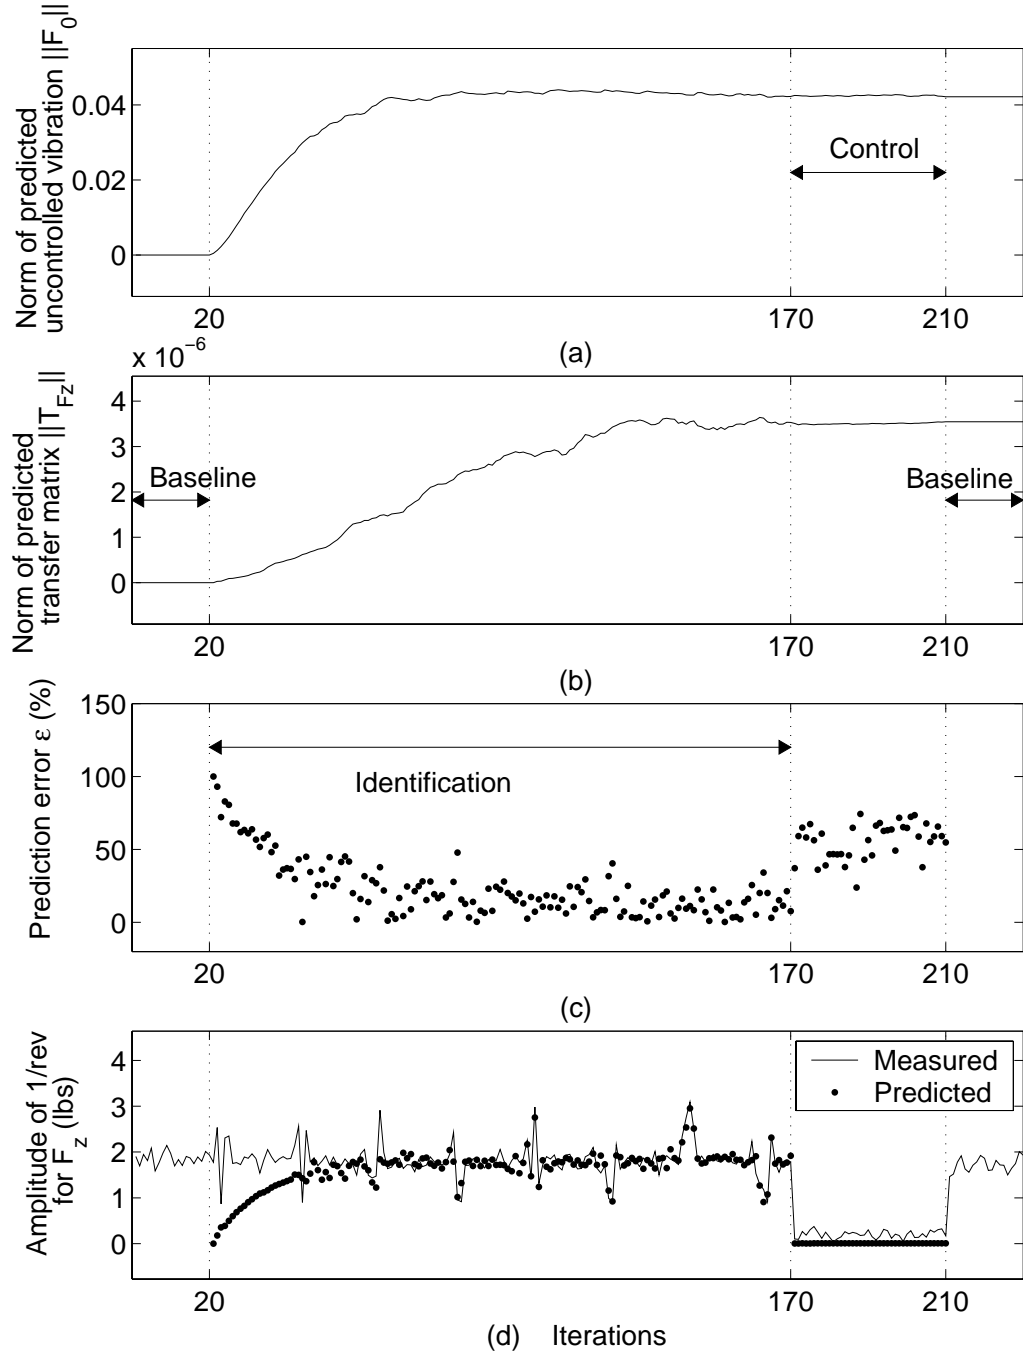 Norm of predicted
uncontrolled vibration ||F_0||
0.04
0.02
0
Control
20
170
210
(a)
x 10^−6
Norm of predicted
transfer matrix ||T_Fz||
4
3
2
1
0
Baseline
Baseline
20
170
210
(b)
Prediction error ε (%)
150
100
50
0
Identification
20
170
210
(c)
Amplitude of 1/rev
for F_z (lbs)
4
3
2
1
0
Measured
Predicted
20
170
210
(d) Iterations